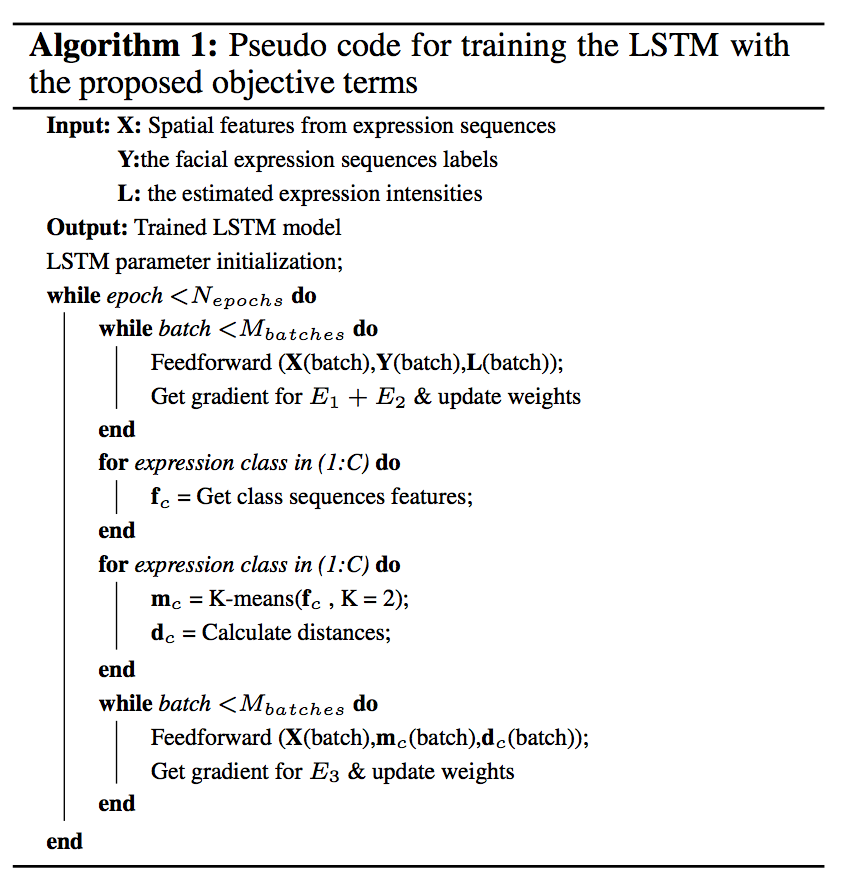 Algorithm 1: Pseudo code for training the LSTM with
the proposed objective terms
Input: X: Spatial features from expression sequences
Y:the facial expression sequences labels
L: the estimated expression intensities
Output: Trained LSTM model
LSTM parameter initialization;
while epoch < N_epochs do
while batch < M_batches do
Feedforward (X(batch),Y(batch),L(batch));
Get gradient for E_1 + E_2 & update weights
end
for expression class in (1:C) do
f_c = Get class sequences features;
end
for expression class in (1:C) do
m_c = K-means(f_c , K = 2);
d_c = Calculate distances;
end
while batch < M_batches do
Feedforward (X(batch),m_c(batch),d_c(batch));
Get gradient for E_3 & update weights
end
end